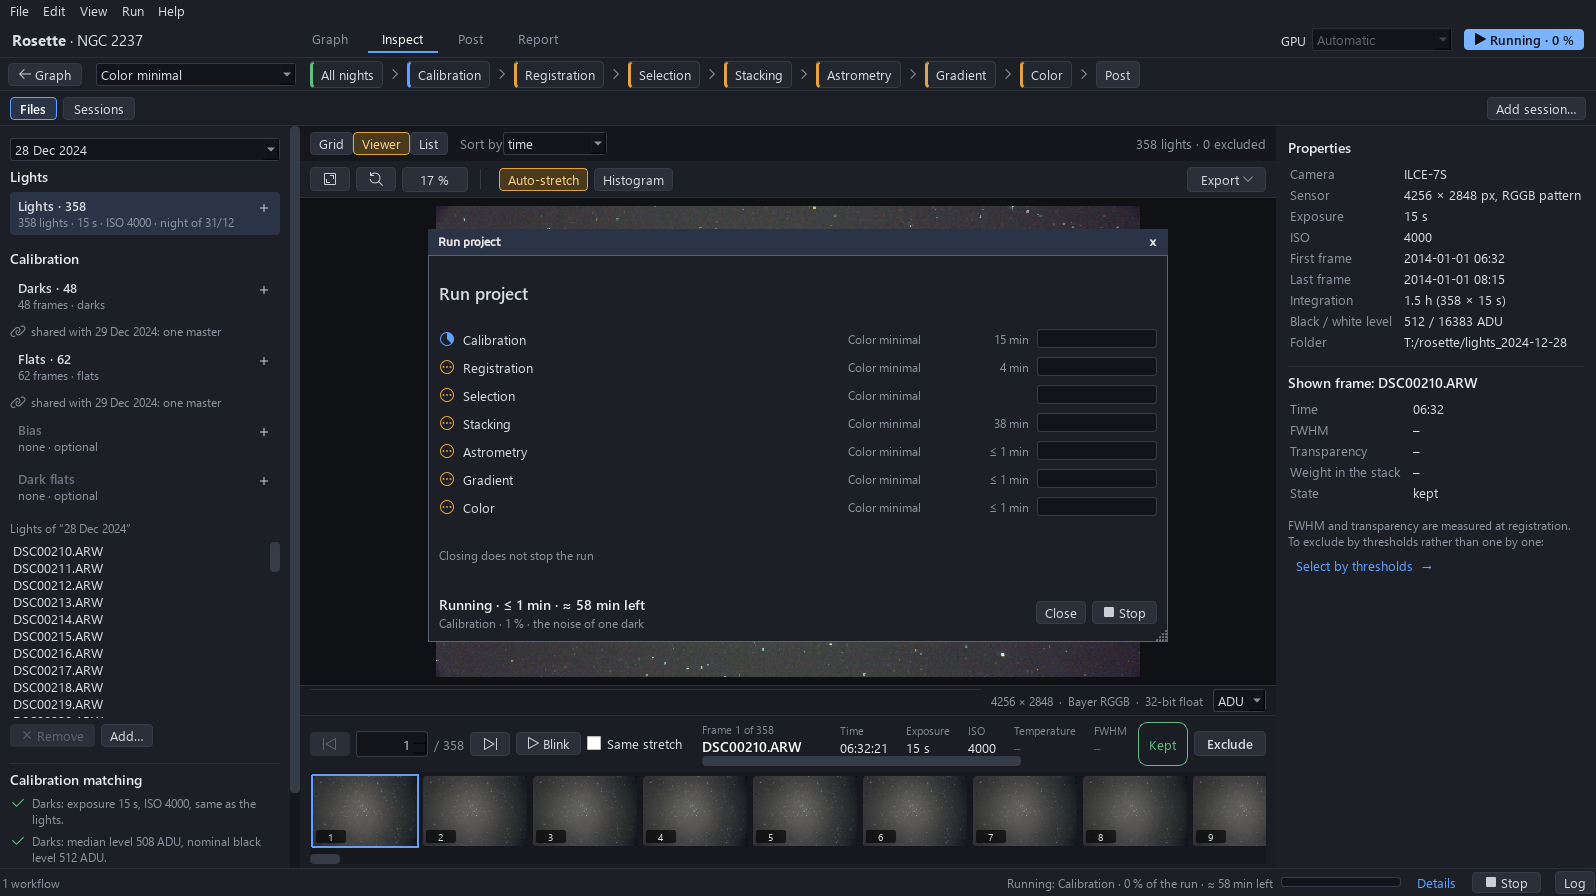 File Edit View Run Help
Rosette · NGC 2237
Graph Inspect Post Report
GPU Automatic
Running · 0 %
Graph
Color minimal
All nights
Calibration
Registration
Selection
Stacking
Astrometry
Gradient
Color
Post
Files Sessions
Add session...
28 Dec 2024
Lights
Lights · 358
358 lights · 15 s · ISO 4000 · night of 31/12
Calibration
Darks · 48
48 frames · darks
shared with 29 Dec 2024: one master
Flats · 62
62 frames · flats
shared with 29 Dec 2024: one master
Bias
none · optional
Dark flats
none · optional
Lights of “28 Dec 2024”
DSC00210.ARW
DSC00211.ARW
DSC00212.ARW
DSC00213.ARW
DSC00214.ARW
DSC00215.ARW
DSC00216.ARW
DSC00217.ARW
DSC00218.ARW
DSC00219.ARW
Remove Add...
Calibration matching
Darks: exposure 15 s, ISO 4000, same as the
lights.
Darks: median level 508 ADU, nominal black
level 512 ADU.
Grid Viewer List Sort by time
358 lights · 0 excluded
17 % Auto-stretch Histogram
Export
Run project x
Run project
Calibration Color minimal 15 min
Registration Color minimal 4 min
Selection Color minimal
Stacking Color minimal 38 min
Astrometry Color minimal ≤ 1 min
Gradient Color minimal ≤ 1 min
Color Color minimal ≤ 1 min
Closing does not stop the run
Running · ≤ 1 min · ≈ 58 min left
Calibration · 1 % · the noise of one dark
Close Stop
4256 × 2848 · Bayer RGGB · 32-bit float ADU
1 / 358 Blink Same stretch
Frame 1 of 358
DSC00210.ARW
Time
06:32:21
Exposure
15 s
ISO
4000
Temperature
–
FWHM
–
Kept Exclude
1 2 3 4 5 6 7 8 9
Properties
Camera ILCE-7S
Sensor 4256 × 2848 px, RGGB pattern
Exposure 15 s
ISO 4000
First frame 2014-01-01 06:32
Last frame 2014-01-01 08:15
Integration 1.5 h (358 × 15 s)
Black / white level 512 / 16383 ADU
Folder T:/rosette/lights_2024-12-28
Shown frame: DSC00210.ARW
Time 06:32
FWHM –
Transparency –
Weight in the stack –
State kept
FWHM and transparency are measured at registration.
To exclude by thresholds rather than one by one:
Select by thresholds →
1 workflow
Running: Calibration · 0 % of the run · ≈ 58 min left
Details Stop Log